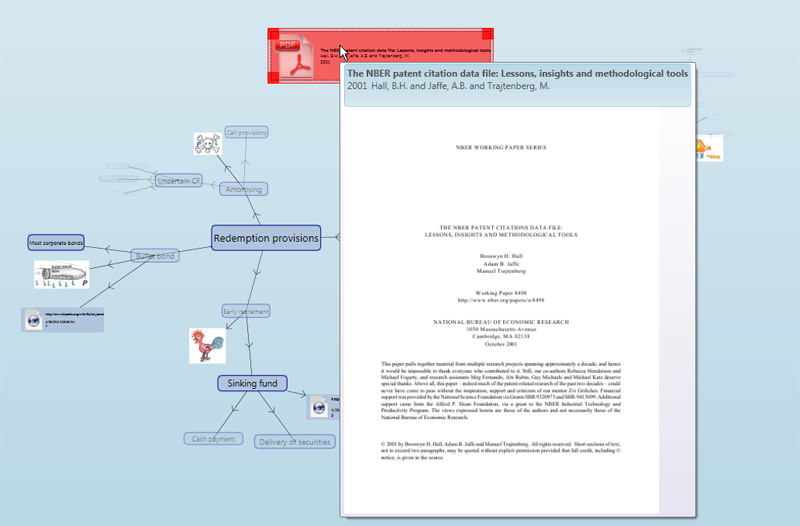 PDF
The NBER patent citation data file: Lessons, insights and methodological tools
Hall, B.H. and Jaffe, A.B. and Trajtenberg, M.
2001
The NBER patent citation data file: Lessons, insights and methodological tools
2001 Hall, B.H. and Jaffe, A.B. and Trajtenberg, M.
NBER WORKING PAPER SERIES
THE NBER PATENT CITATIONS DATA FILE:
LESSONS, INSIGHTS AND METHODOLOGICAL TOOLS
Bronwyn H. Hall
Adam B. Jaffe
Manuel Trajtenberg
Working Paper 8498
http://www.nber.org/papers/w8498
NATIONAL BUREAU OF ECONOMIC RESEARCH
1050 Massachusetts Avenue
Cambridge, MA 02138
October 2001
This paper pulls together material from multiple research projects spanning approximately a decade, and hence
it would be impossible to thank everyone who contributed to it. Still, our co-authors Rebecca Henderson and
Michael Fogarty, and research assistants Meg Fernando, Abi Rubin, Guy Michaels and Michael Katz deserve
special thanks. Above all, this paper – indeed much of the patent-related research of the past two decades – could
never have come to pass without the inspiration, support and criticism of our mentor Zvi Griliches. Financial
support was provided by the National Science Foundation via Grants SBR 9320973 and SBR-9413099. Additional
support came from the Alfred P. Sloan Foundation, via a grant to the NBER Industrial Technology and
Productivity Program. The views expressed herein are those of the authors and not necessarily those of the
National Bureau of Economic Research.
© 2001 by Bronwyn H. Hall, Adam B. Jaffe and Manuel Trajtenberg. All rights reserved. Short sections of text,
not to exceed two paragraphs, may be quoted without explicit permission provided that full credit, including ©
notice, is given to the source.
Call provisions
P
Uncertain CF
Amortising
Redemption provisions
Most corporate bonds
Bullet bond
P
Early retirement
Sinking fund
Cash payment
Delivery of securities